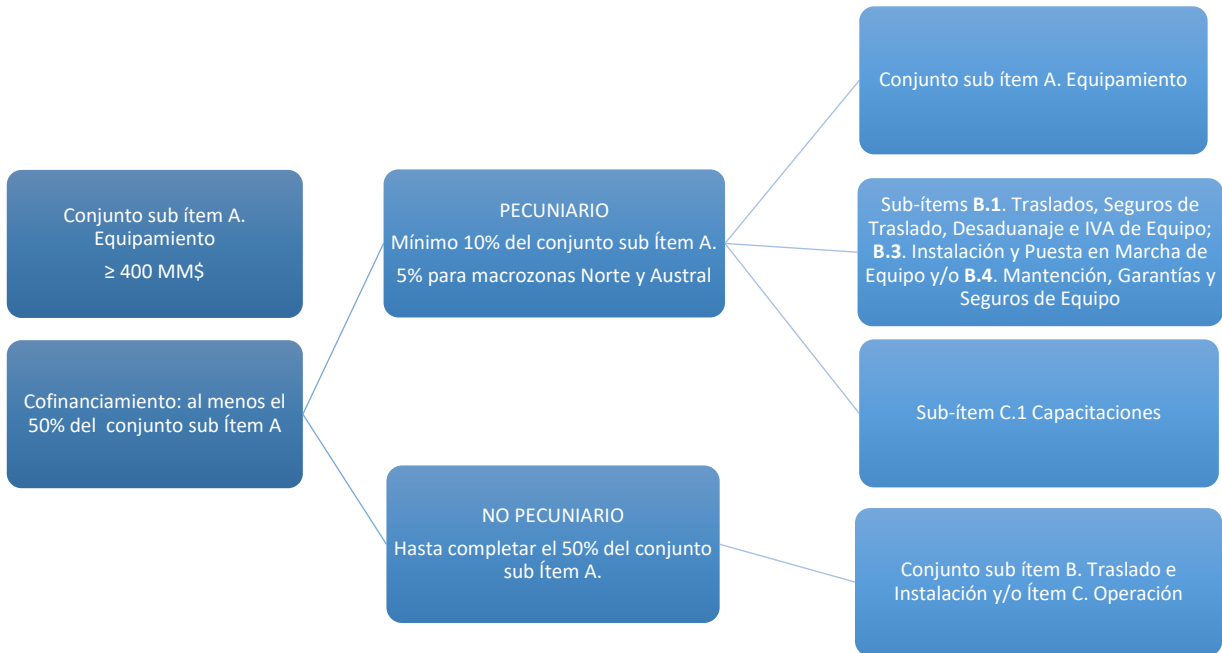 Conjunto sub ítem A.
Equipamiento
≥ 400 MM$
Cofinanciamiento: al menos el
50% del conjunto sub Ítem A
PECUNIARIO
Mínimo 10% del conjunto sub Ítem A.
5% para macrozonas Norte y Austral
NO PECUNIARIO
Hasta completar el 50% del conjunto
sub Ítem A.
Conjunto sub ítem A. Equipamiento
Sub-ítems B.1. Traslados, Seguros de
Traslado, Desaduanaje e IVA de Equipo;
B.3. Instalación y Puesta en Marcha de
Equipo y/o B.4. Mantención, Garantías y
Seguros de Equipo
Sub-ítem C.1 Capacitaciones
Conjunto sub ítem B. Traslado e
Instalación y/o Ítem C. Operación